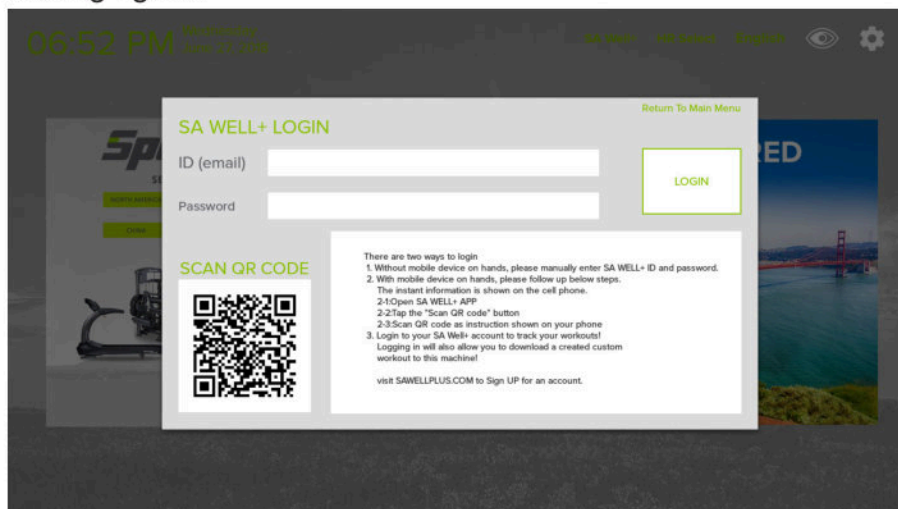 06:52 PM
SA WELL+ LOGIN
Return To Main Menu
ID (email)
LOGIN
Password
SCAN QR CODE
There are two ways to login
1. Without mobile device on hands, please manually enter SA WELL+ ID and password.
2. With mobile device on hands, please follow up below steps.
The instant information is shown on the cell phone.
2-1:Open SA WELL+ APP
2-2:Tap the "Scan QR code" button
2-3:Scan QR code as instruction shown on your phone
3. Login to your SA Well+ account to track your workouts!
Logging in will also allow you to download a created custom
workout to this machine!
visit SAWELLPLUS.COM to Sign UP for an account.